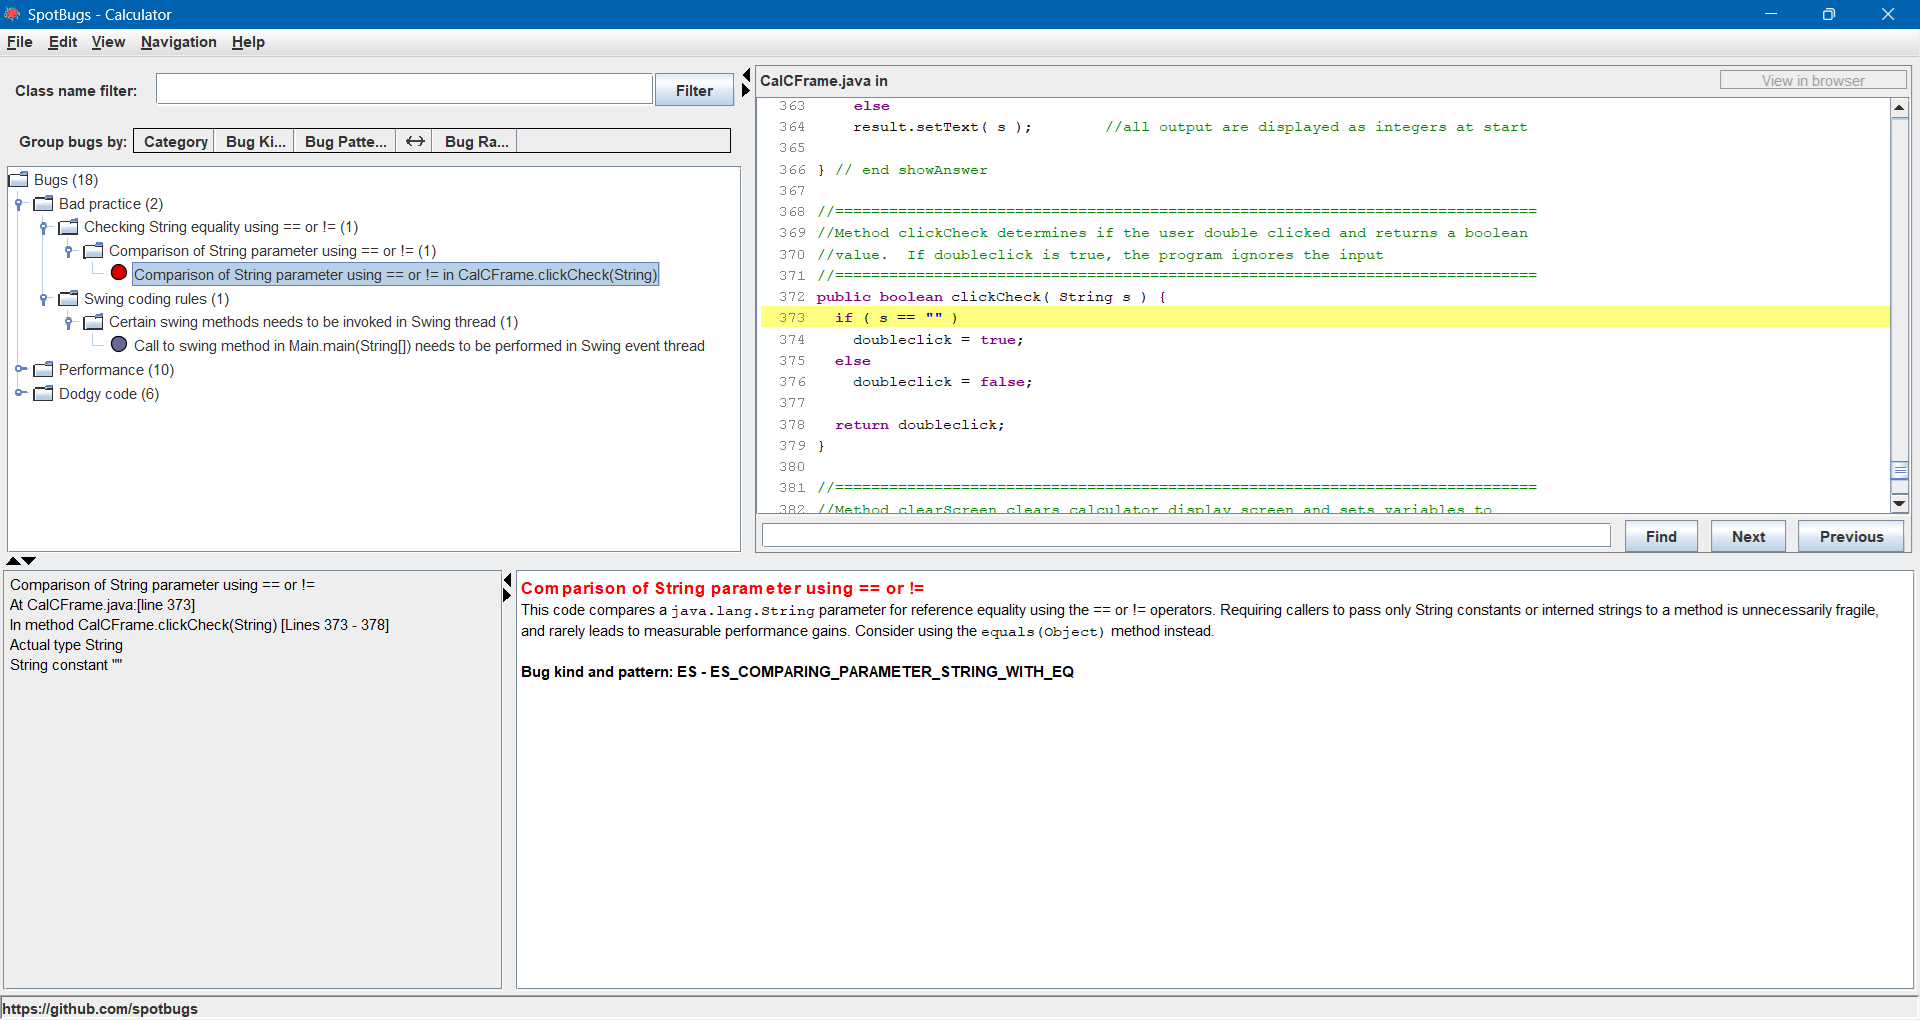 SpotBugs - Calculator
File Edit View Navigation Help
Class name filter: Filter
Group bugs by: Category Bug Ki... Bug Patte... Bug Ra...
Bugs (18)
Bad practice (2)
Checking String equality using == or != (1)
Comparison of String parameter using == or != (1)
Comparison of String parameter using == or != in CalCFrame.clickCheck(String)
Swing coding rules (1)
Certain swing methods needs to be invoked in Swing thread (1)
Call to swing method in Main.main(String[]) needs to be performed in Swing event thread
Performance (10)
Dodgy code (6)
CalCFrame.java in
View in browser
363 else
364 result.setText( s ); //all output are displayed as integers at start
365
366 } // end showAnswer
367
368 //==============================================================================
369 //Method clickCheck determines if the user double clicked and returns a boolean
370 //value. If doubleclick is true, the program ignores the input
371 //==============================================================================
372 public boolean clickCheck( String s ) {
373 if ( s == "" )
374 doubleclick = true;
375 else
376 doubleclick = false;
377
378 return doubleclick;
379 }
380
381 //==============================================================================
382 //Method clearScreen clears calculator display screen and sets variables to
Find Next Previous
Comparison of String parameter using == or !=
At CalCFrame.java:[line 373]
In method CalCFrame.clickCheck(String) [Lines 373 - 378]
Actual type String
String constant ""
Comparison of String parameter using == or !=
This code compares a java.lang.String parameter for reference equality using the == or != operators. Requiring callers to pass only String constants or interned strings to a method is unnecessarily fragile,
and rarely leads to measurable performance gains. Consider using the equals(Object) method instead.
Bug kind and pattern: ES - ES_COMPARING_PARAMETER_STRING_WITH_EQ
https://github.com/spotbugs